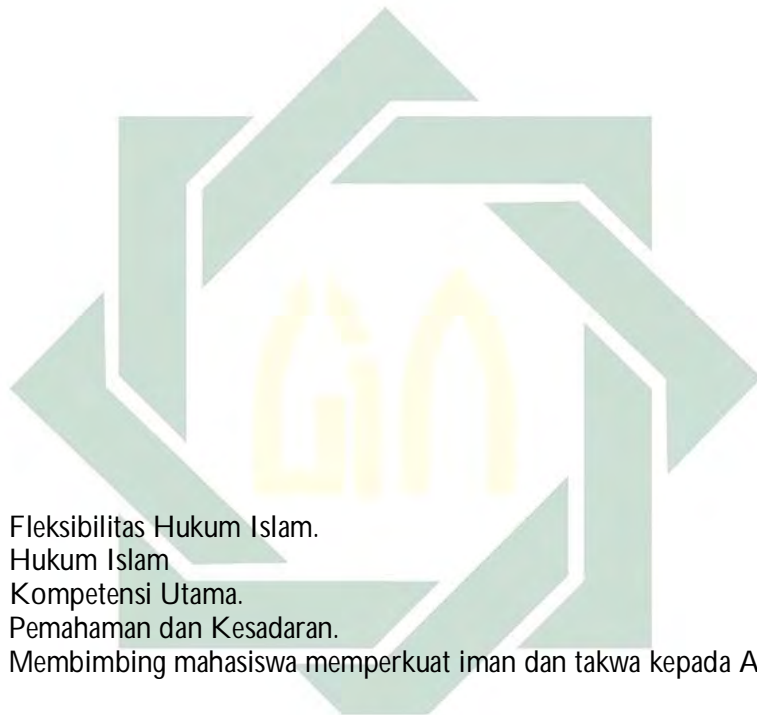 Fleksibilitas Hukum Islam.
Hukum Islam
Kompetensi Utama.
Pemahaman dan Kesadaran.
Membimbing mahasiswa memperkuat iman dan takwa kepada A